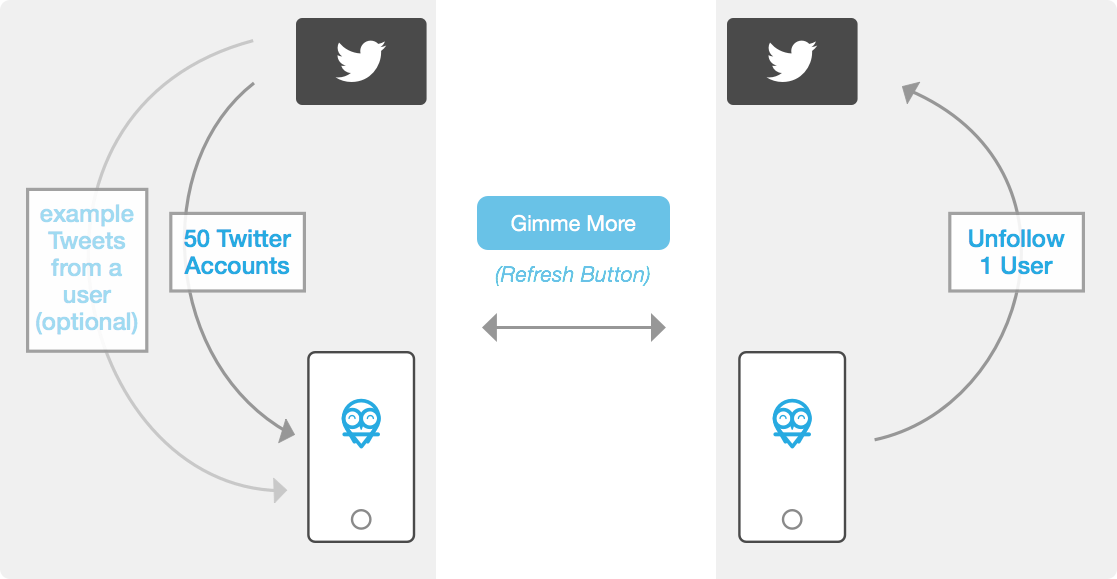 example
Tweets
from a
user
(optional)
50 Twitter
Accounts
Gimme More
(Refresh Button)
Unfollow
1 User